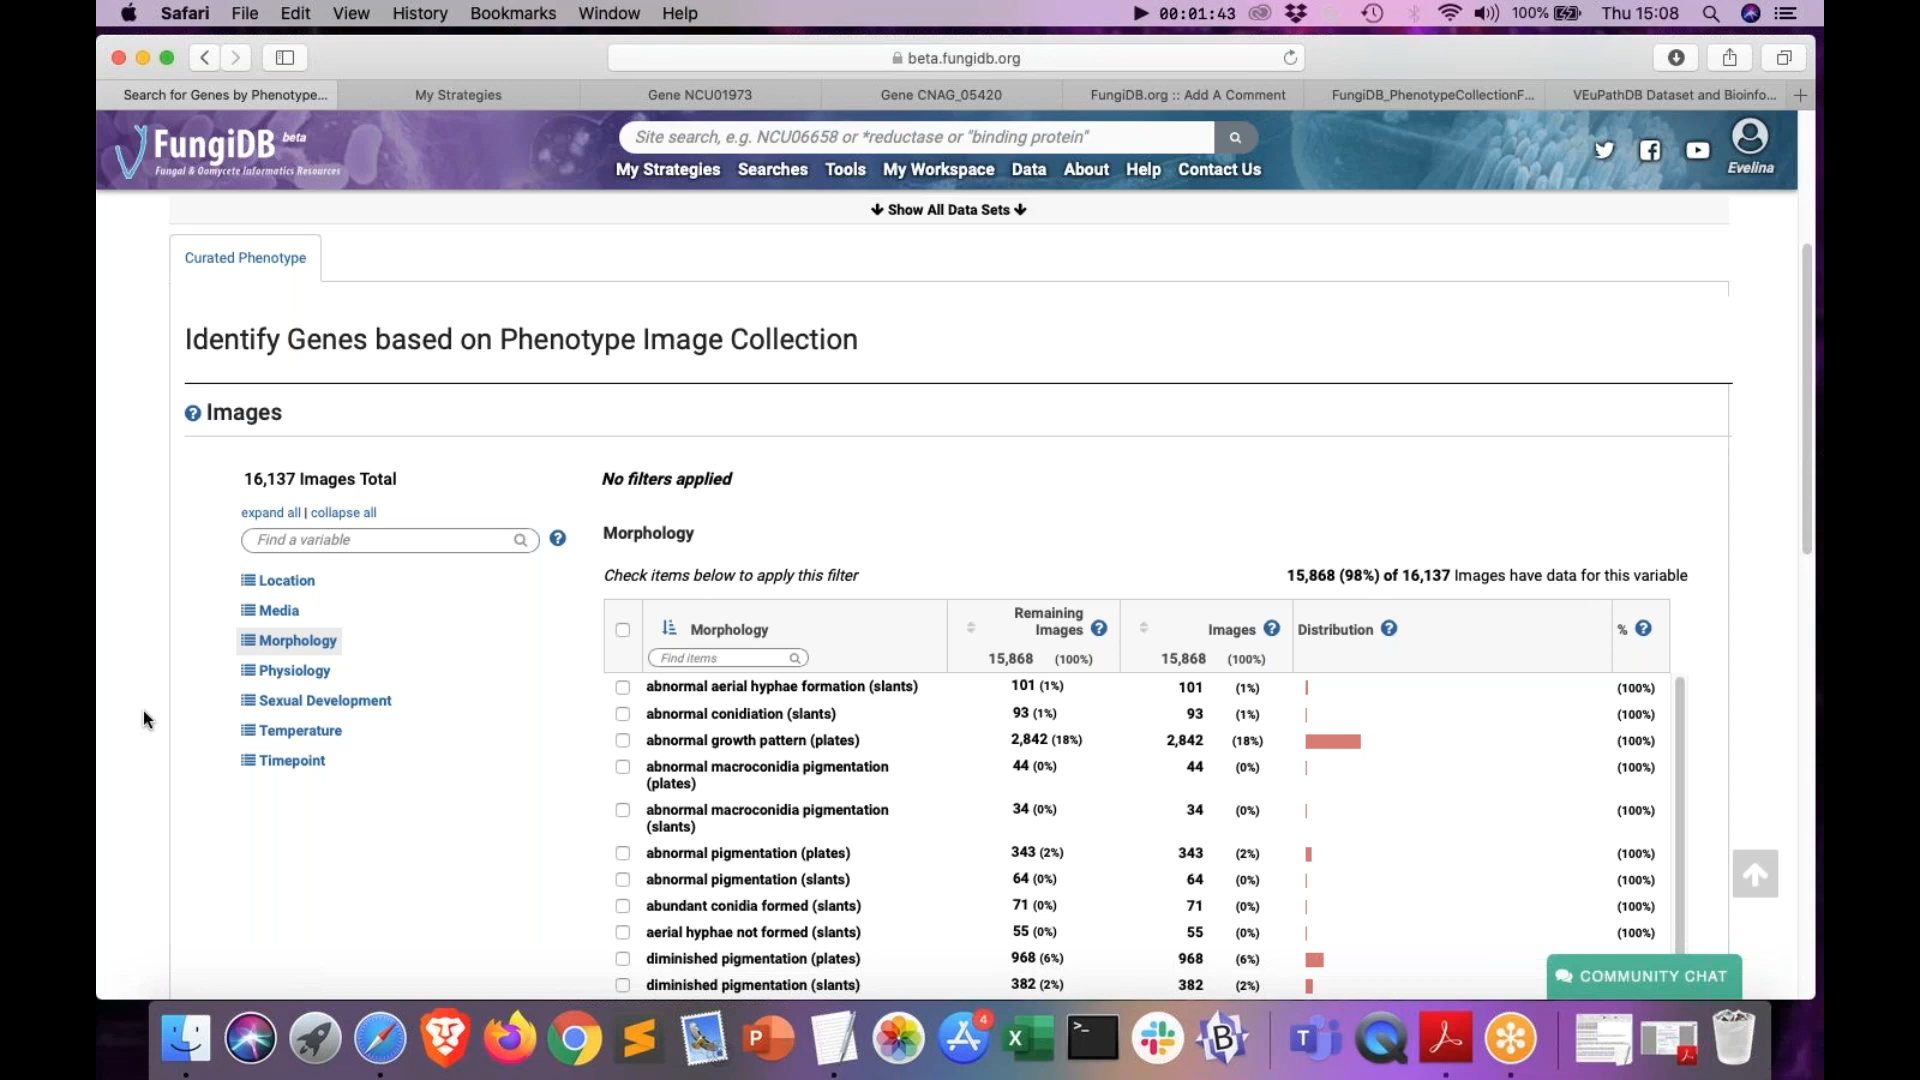 Safari File Edit View History Bookmarks Window Help 00:01:43 100% Thu 15:08
beta.fungidb.org
Search for Genes by Phenotype... My Strategies Gene NCU01973 Gene CNAG_05420 FungiDB.org :: Add A Comment FungiDB_PhenotypeCollectionF... VEuPathDB Dataset and Bioinfo...
FungiDB beta
Fungal & Oomycete Informatics Resources
Site search, e.g. NCU06658 or *reductase or "binding protein"
My Strategies Searches Tools My Workspace Data About Help Contact Us
Evelina
Show All Data Sets
Curated Phenotype
Identify Genes based on Phenotype Image Collection
Images
16,137 Images Total
expand all | collapse all
Find a variable
Location
Media
Morphology
Physiology
Sexual Development
Temperature
Timepoint
No filters applied
Morphology
Check items below to apply this filter
15,868 (98%) of 16,137 Images have data for this variable
Morphology Remaining Images Images Distribution %
Find items 15,868 (100%) 15,868 (100%)
abnormal aerial hyphae formation (slants) 101 (1%) 101 (1%) (100%)
abnormal conidiation (slants) 93 (1%) 93 (1%) (100%)
abnormal growth pattern (plates) 2,842 (18%) 2,842 (18%) (100%)
abnormal macroconidia pigmentation (plates) 44 (0%) 44 (0%) (100%)
abnormal macroconidia pigmentation (slants) 34 (0%) 34 (0%) (100%)
abnormal pigmentation (plates) 343 (2%) 343 (2%) (100%)
abnormal pigmentation (slants) 64 (0%) 64 (0%) (100%)
abundant conidia formed (slants) 71 (0%) 71 (0%) (100%)
aerial hyphae not formed (slants) 55 (0%) 55 (0%) (100%)
diminished pigmentation (plates) 968 (6%) 968 (6%) (100%)
diminished pigmentation (slants) 382 (2%) 382 (2%)
COMMUNITY CHAT
4